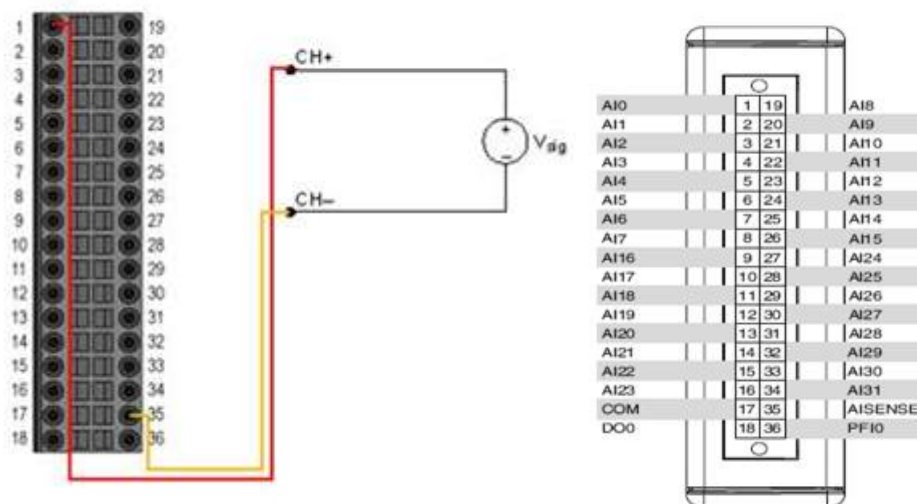 1 19
2 20
3 21
4 22
5 23
6 24
7 25
8 26
9 27
10 28
11 29
12 30
13 31
14 32
15 33
16 34
17 35
18 36
CH+
Vsig
CH−
AI0 1 19 AI8
AI1 2 20 AI9
AI2 3 21 AI10
AI3 4 22 AI11
AI4 5 23 AI12
AI5 6 24 AI13
AI6 7 25 AI14
AI7 8 26 AI15
AI16 9 27 AI24
AI17 10 28 AI25
AI18 11 29 AI26
AI19 12 30 AI27
AI20 13 31 AI28
AI21 14 32 AI29
AI22 15 33 AI30
AI23 16 34 AI31
COM 17 35 AISENSE
DO0 18 36 PFI0